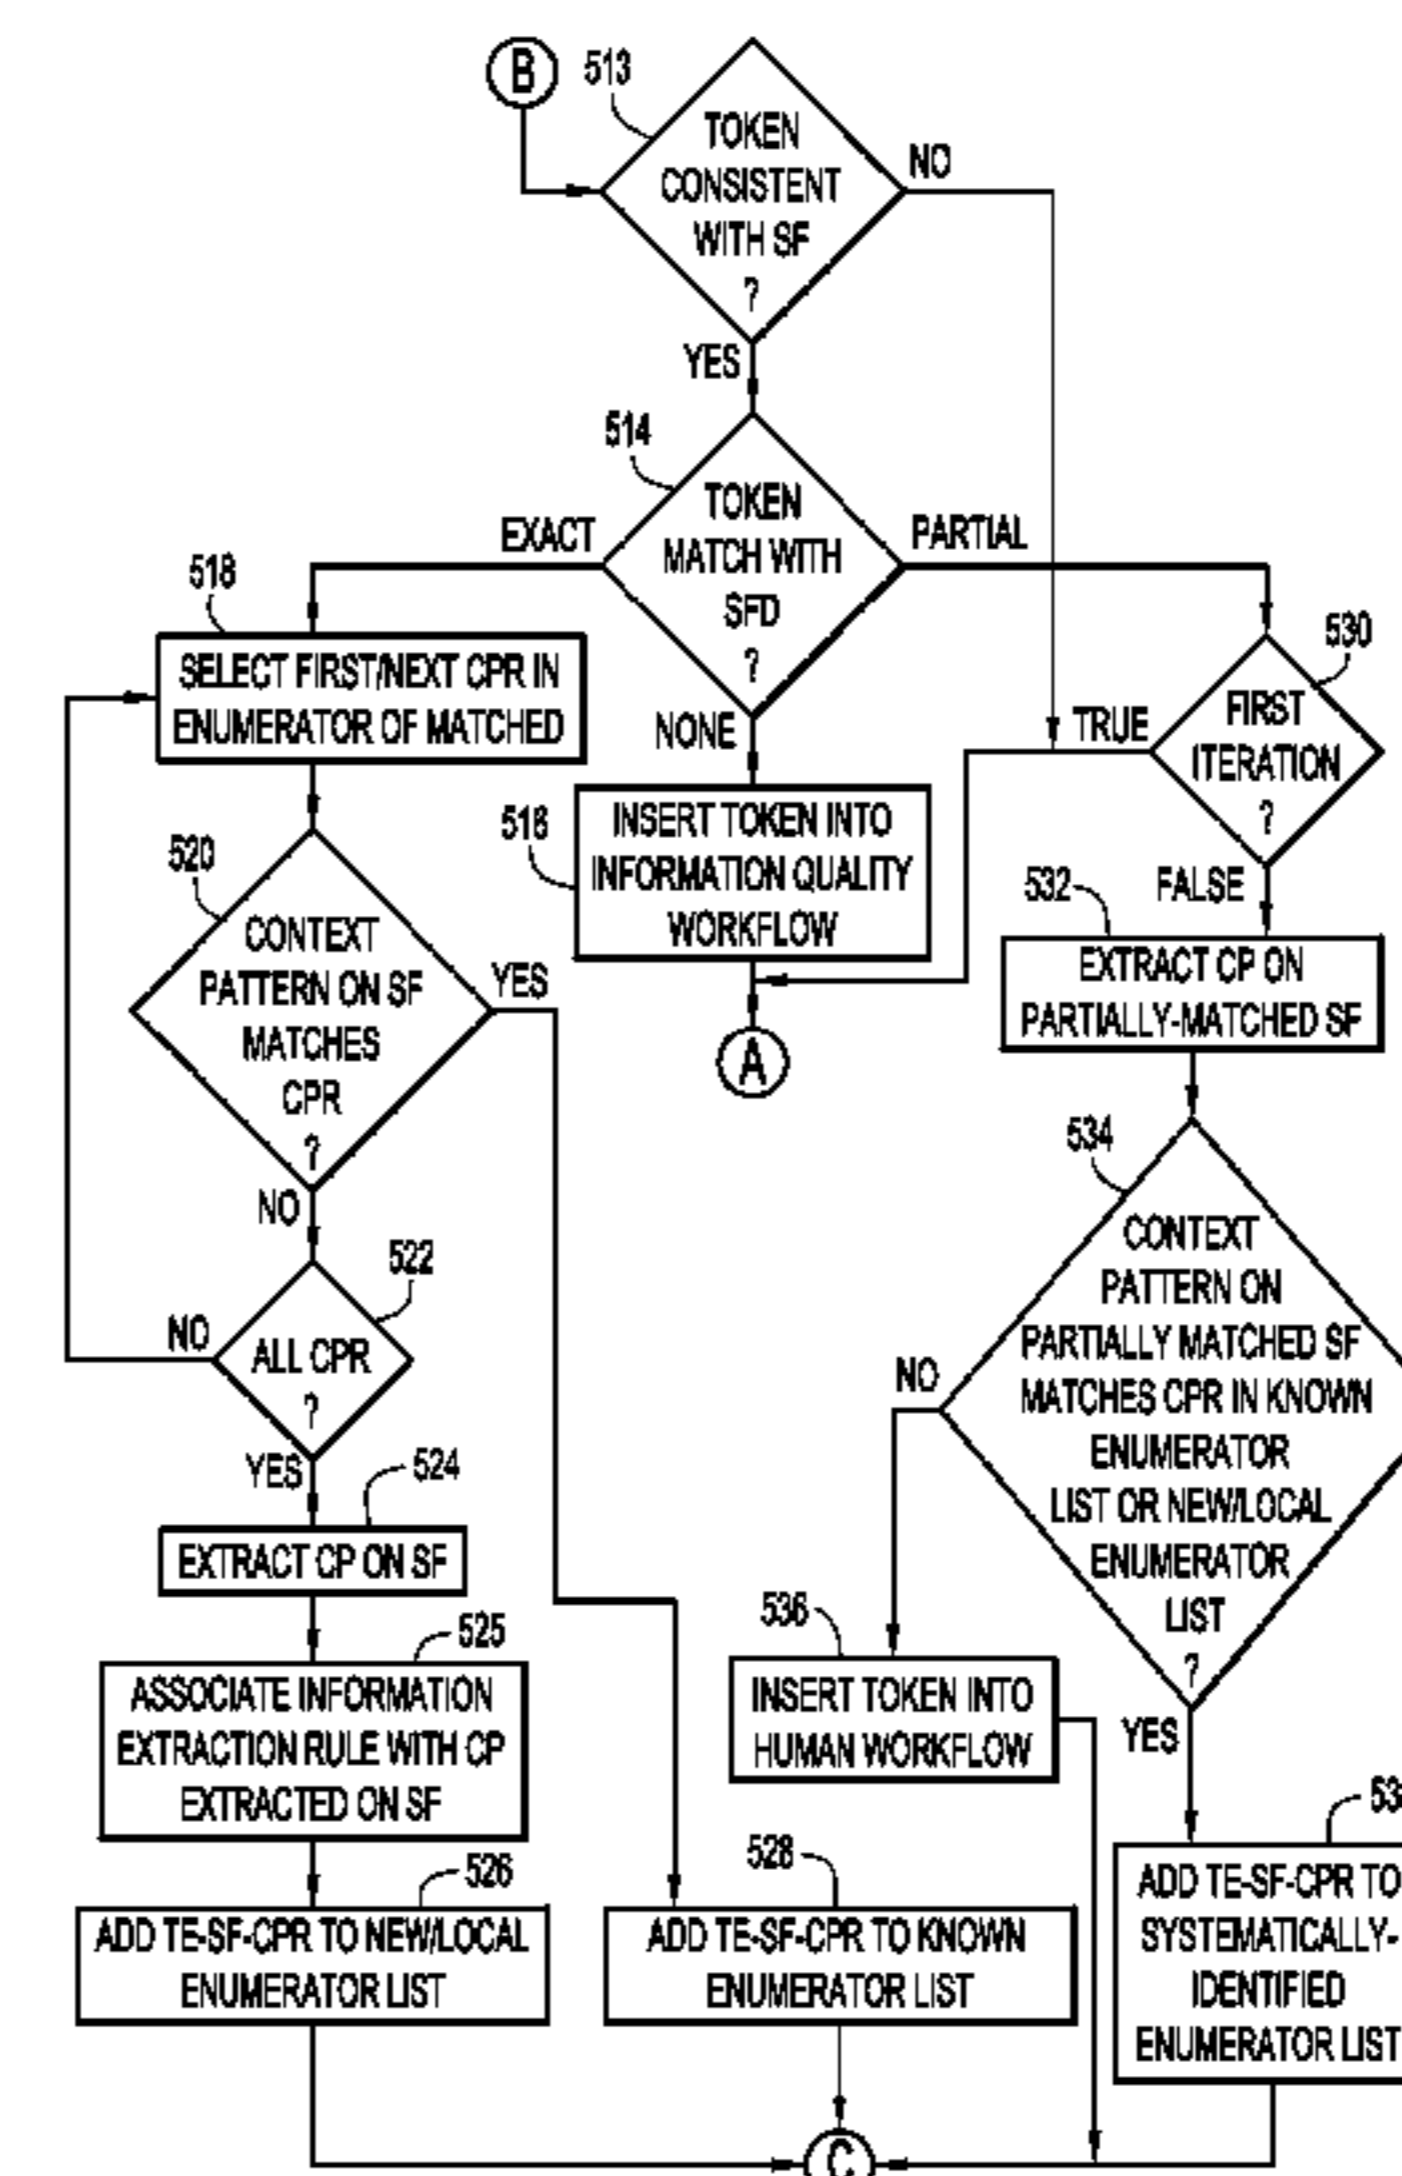 B
513
TOKEN
CONSISTENT
WITH SF
?
NO
YES
514
TOKEN
MATCH WITH
SFD
?
EXACT
PARTIAL
NONE
518
SELECT FIRST/NEXT CPR IN
ENUMERATOR OF MATCHED
530
FIRST
ITERATION
?
TRUE
FALSE
516
INSERT TOKEN INTO
INFORMATION QUALITY
WORKFLOW
A
520
CONTEXT
PATTERN ON SF
MATCHES
CPR
?
YES
NO
532
EXTRACT CP ON
PARTIALLY-MATCHED SF
522
ALL CPR
?
NO
YES
534
CONTEXT
PATTERN ON
PARTIALLY MATCHED SF
MATCHES CPR IN KNOWN
ENUMERATOR
LIST OR NEW/LOCAL
ENUMERATOR
LIST
?
NO
YES
524
EXTRACT CP ON SF
525
ASSOCIATE INFORMATION
EXTRACTION RULE WITH CP
EXTRACTED ON SF
536
INSERT TOKEN INTO
HUMAN WORKFLOW
526
ADD TE-SF-CPR TO NEW/LOCAL
ENUMERATOR LIST
528
ADD TE-SF-CPR TO KNOWN
ENUMERATOR LIST
ADD TE-SF-CPR TO
SYSTEMATICALLY-
IDENTIFIED
ENUMERATOR LIST
C